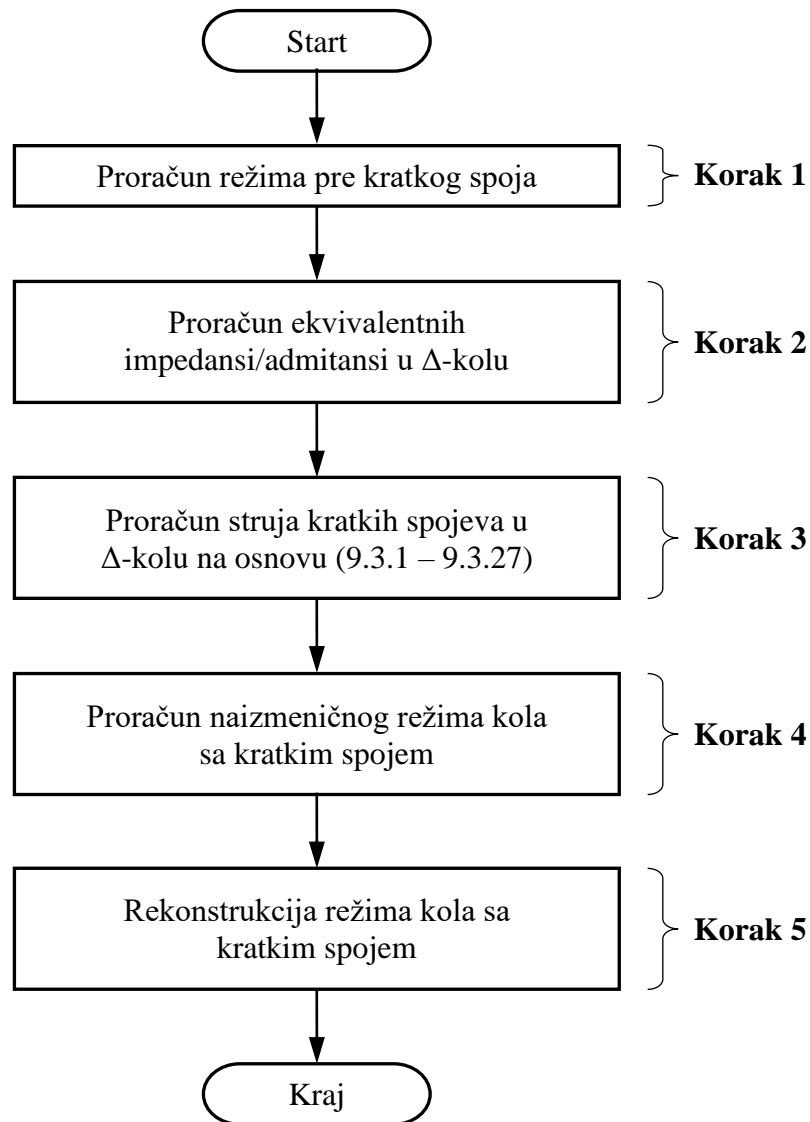 Start
Proračun režima pre kratkog spoja
Korak 1
Proračun ekvivalentnih
impedansi/admitansi u Δ-kolu
Korak 2
Proračun struja kratkih spojeva u
Δ-kolu na osnovu (9.3.1 – 9.3.27)
Korak 3
Proračun naizmeničnog režima kola
sa kratkim spojem
Korak 4
Rekonstrukcija režima kola sa
kratkim spojem
Korak 5
Kraj